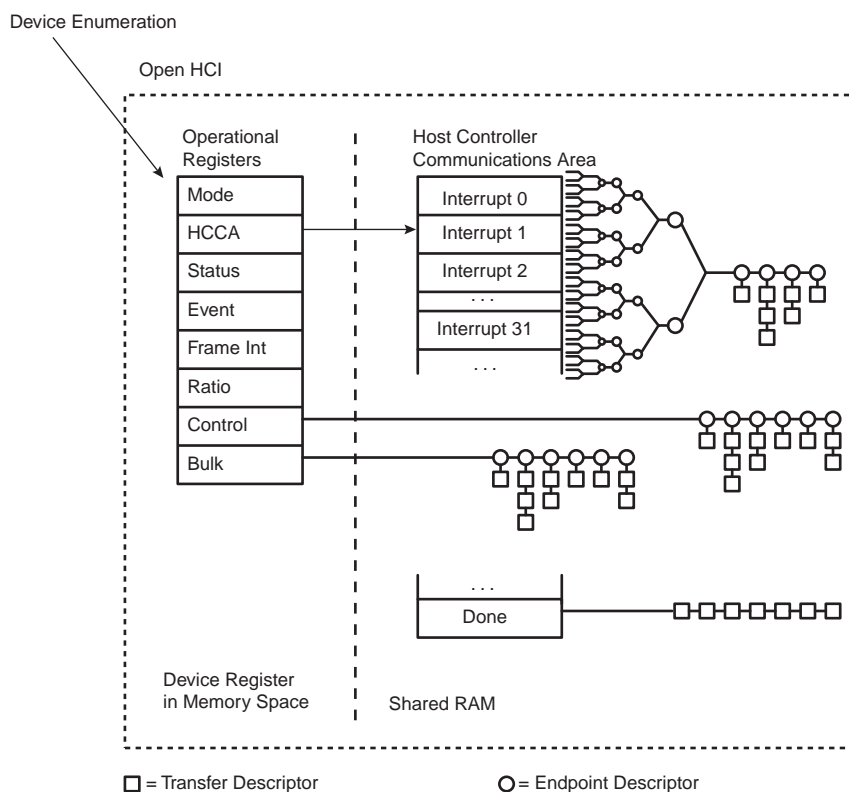 Device Enumeration
Open HCI
Operational
Registers
Host Controller
Communications Area
Mode
HCCA
Status
Event
Frame Int
Ratio
Control
Bulk
Interrupt 0
Interrupt 1
Interrupt 2
. . .
Interrupt 31
. . .
. . .
Done
Device Register
in Memory Space
Shared RAM
= Transfer Descriptor
= Endpoint Descriptor